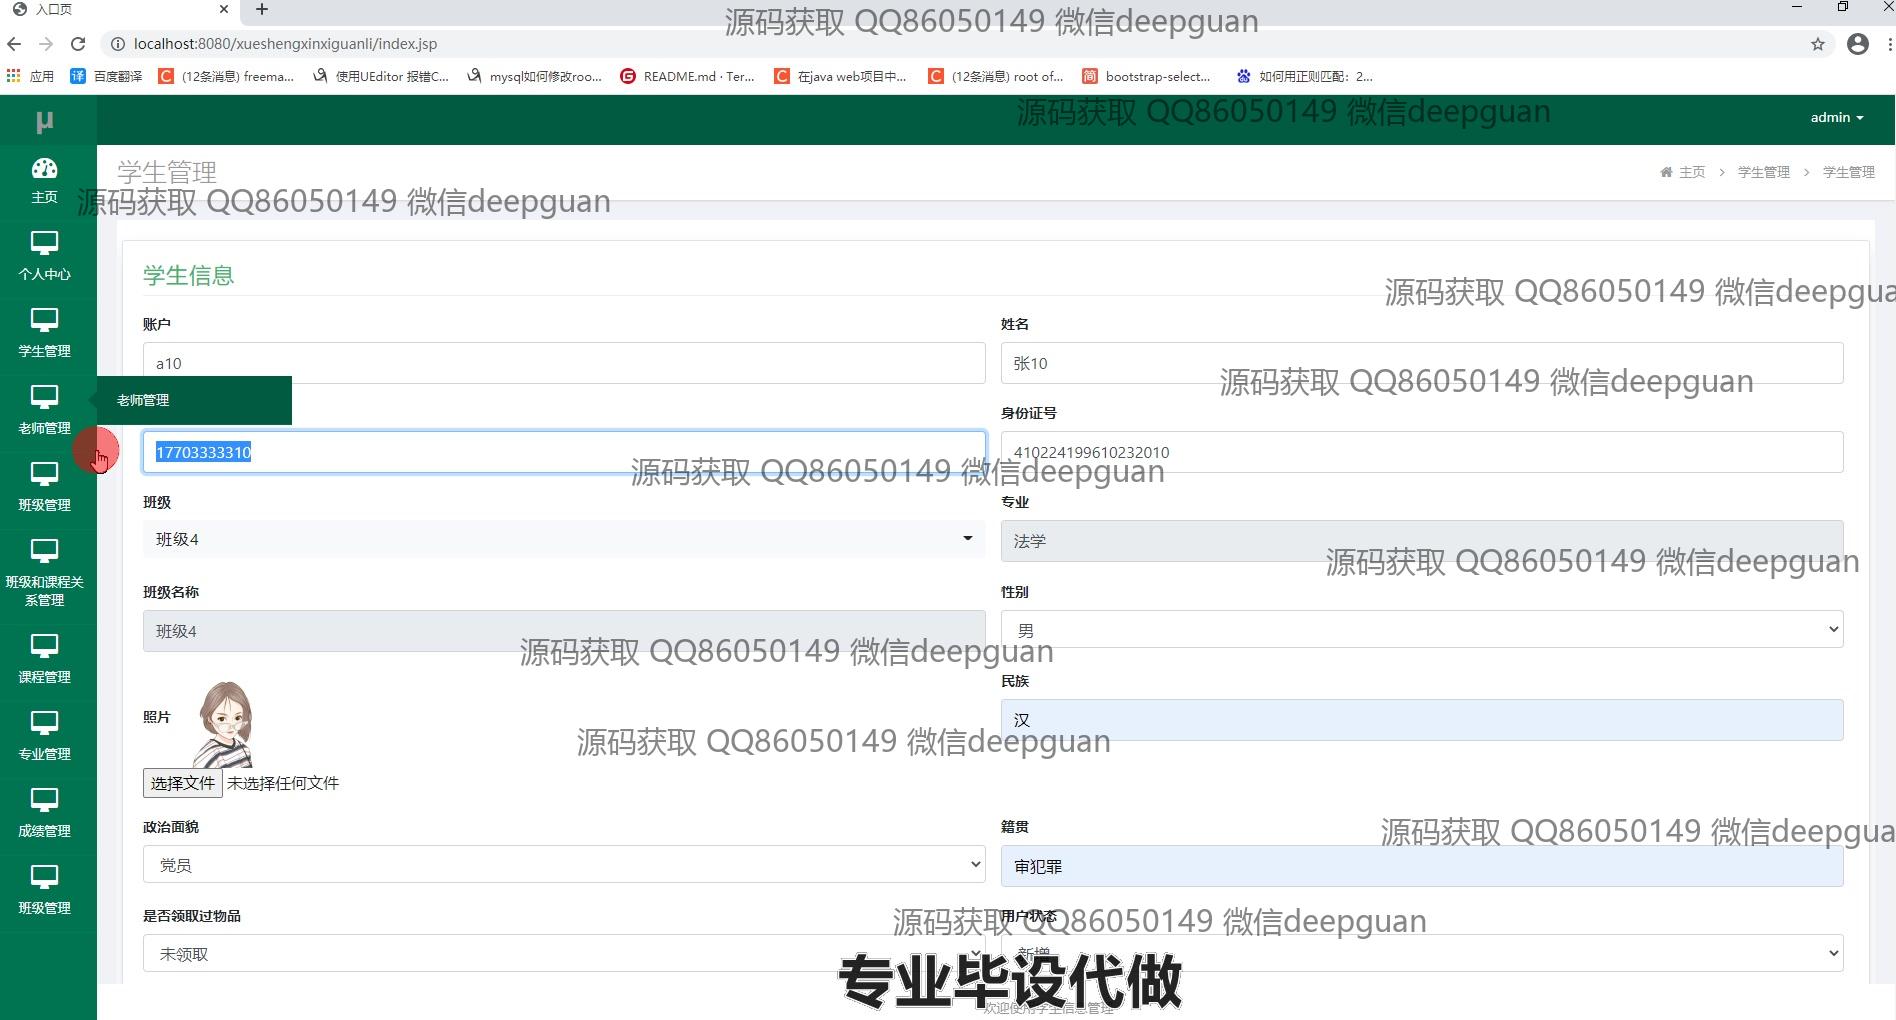 入口页
源码获取 QQ86050149 微信deepguan
localhost:8080/xueshengxinxiguanli/index.jsp
应用
百度翻译
(12条消息) freema...
使用UEditor 报错C...
mysql如何修改roo...
README.md · Ter...
在java web项目中...
(12条消息) root of...
bootstrap-select...
如何用正则匹配：2...
μ
源码获取 QQ86050149 微信deepguan
admin
学生管理
主页 > 学生管理 > 学生管理
源码获取 QQ86050149 微信deepguan
主页
个人中心
学生管理
老师管理
班级管理
班级和课程关
系管理
课程管理
专业管理
成绩管理
班级管理
老师管理
学生信息
源码获取 QQ86050149 微信deepgua
账户
姓名
a10
张10
源码获取 QQ86050149 微信deepguan
身份证号
17703333310
410224199610232010
源码获取 QQ86050149 微信deepguan
班级
专业
班级4
法学
源码获取 QQ86050149 微信deepguan
班级名称
性别
班级4
男
源码获取 QQ86050149 微信deepguan
民族
照片
汉
源码获取 QQ86050149 微信deepguan
选择文件 未选择任何文件
政治面貌
籍贯
源码获取 QQ86050149 微信deepgua
党员
审犯罪
是否领取过物品
用户状态
源码获取 QQ86050149 微信deepguan
未领取
新增
专业毕设代做
欢迎使用学生信息管理